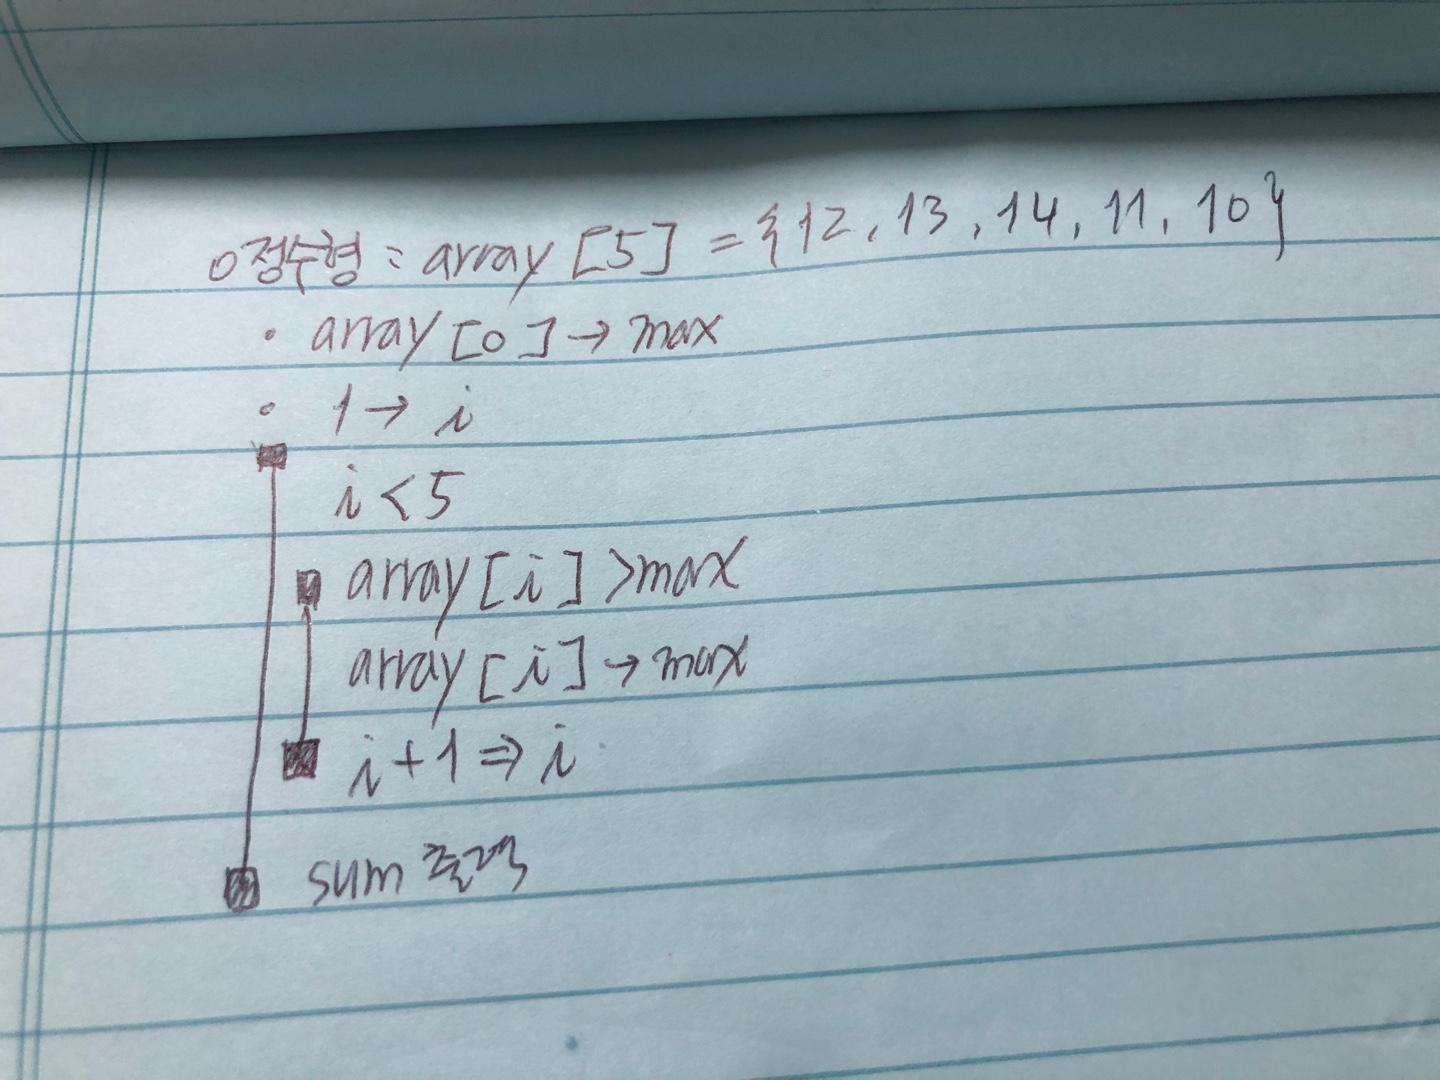 ○정수형 : array [5] = {12, 13, 14, 11, 10}
• array [0] → max
○ 1 → i
■ i < 5
■ array [i] > max
array [i] → max
■ i + 1 ⇒ i
■ sum 출력